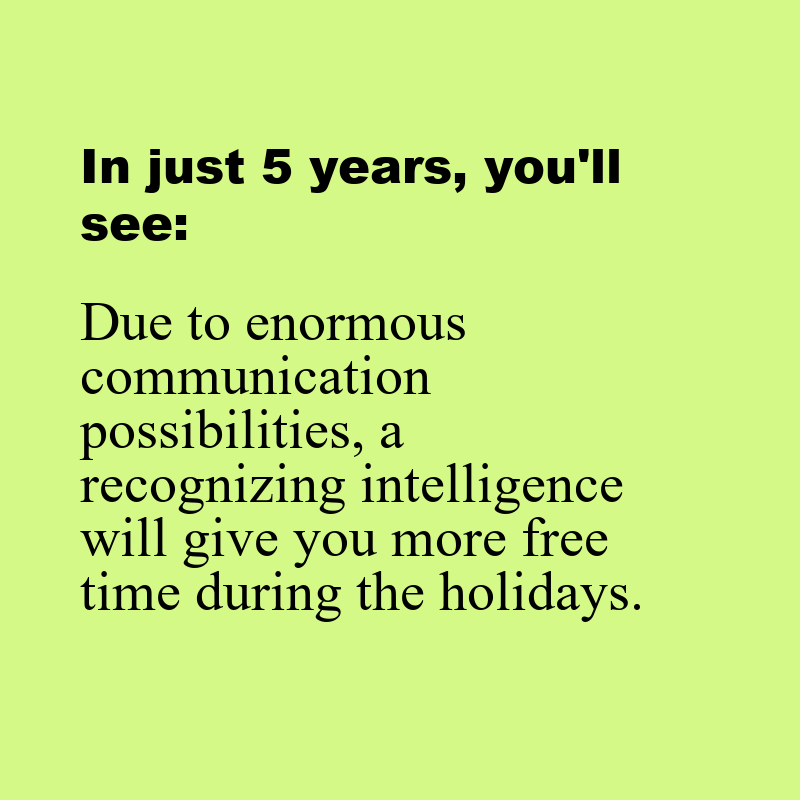 In just 5 years, you'll
see:
Due to enormous
communication
possibilities, a
recognizing intelligence
will give you more free
time during the holidays.